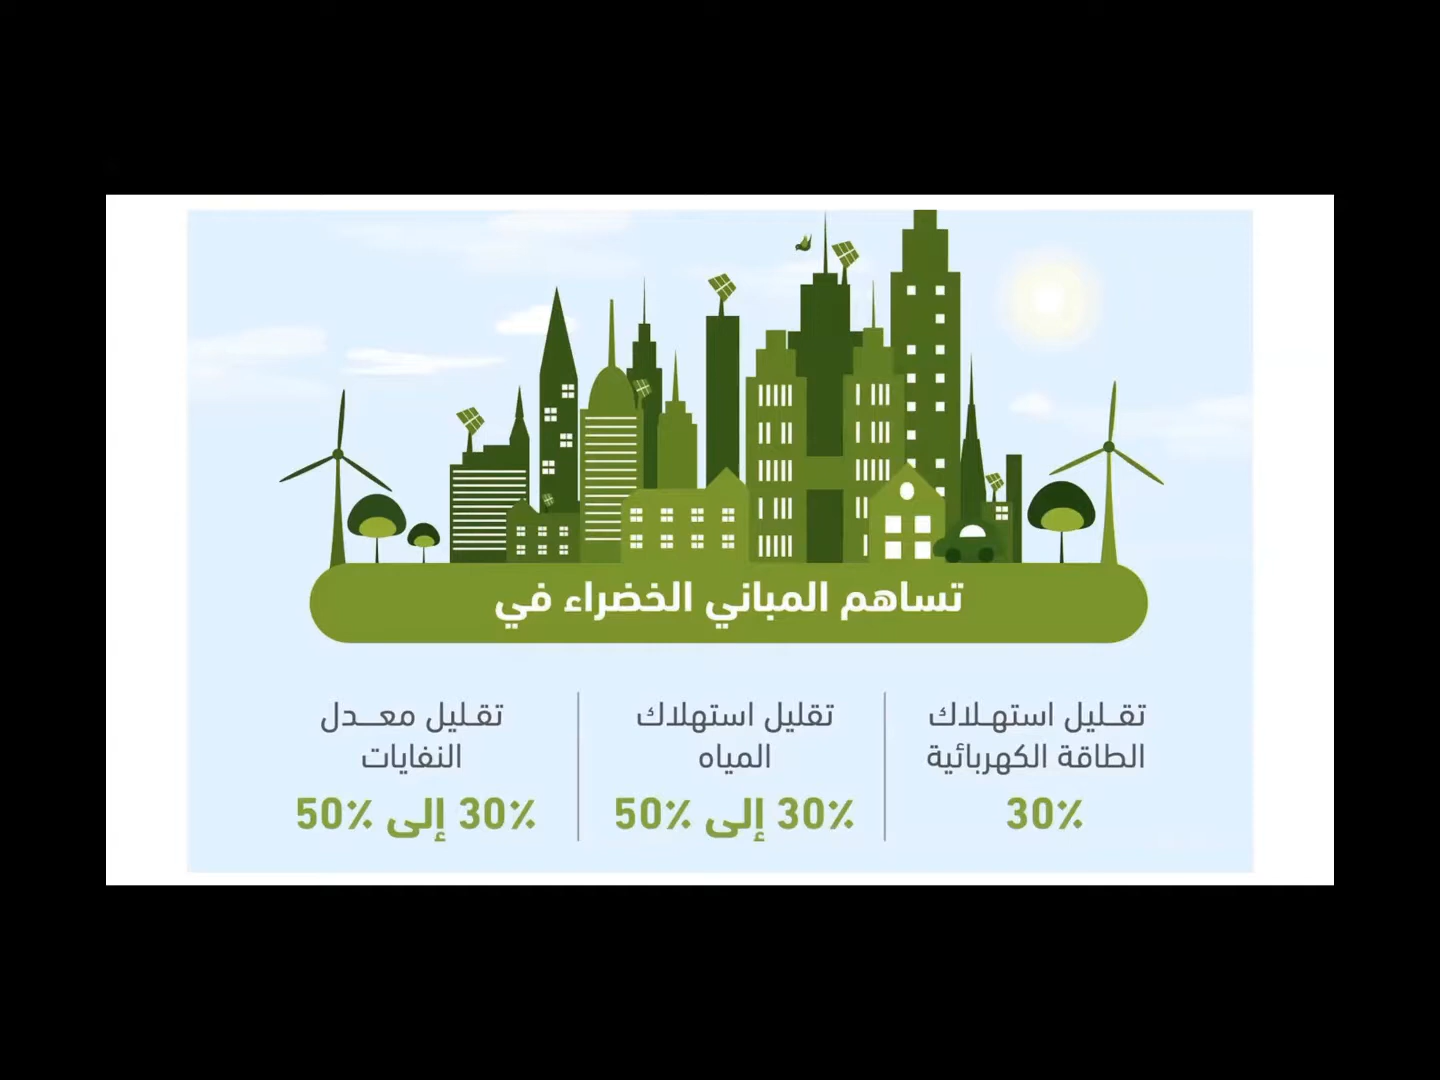 تساهم المباني الخضراء في
تقليل استهلاك
الطاقة الكهربائية
30٪
تقليل استهلاك
المياه
30٪ إلى 50٪
تقليل معدل
النفايات
30٪ إلى 50٪